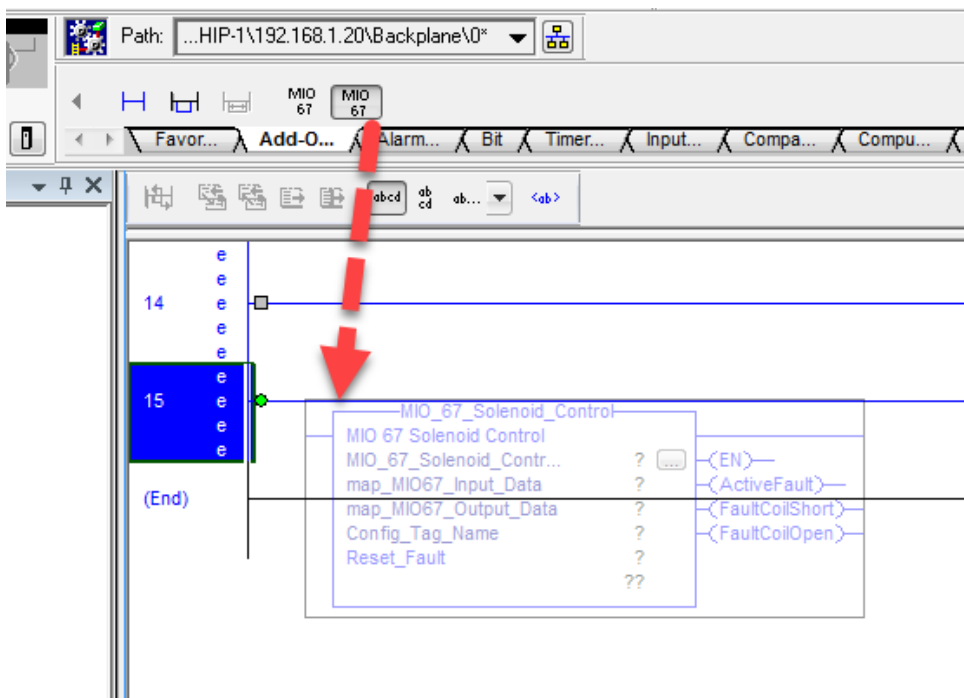 Path: ...HIP-1\192.168.1.20\Backplane\0*
MIO 67 MIO 67
Favor... Add-O... Alarm... Bit Timer... Input... Compa... Compu...
abcd ab cd ab... <ab>
e
e
14 e
e
e
e
15 e
e
e
(End)
MIO_67_Solenoid_Control
MIO 67 Solenoid Control
MIO_67_Solenoid_Contr... ? ... (EN)
map_MIO67_Input_Data ? (ActiveFault)
map_MIO67_Output_Data ? (FaultCoilShort)
Config_Tag_Name ? (FaultCoilOpen)
Reset_Fault ?
??